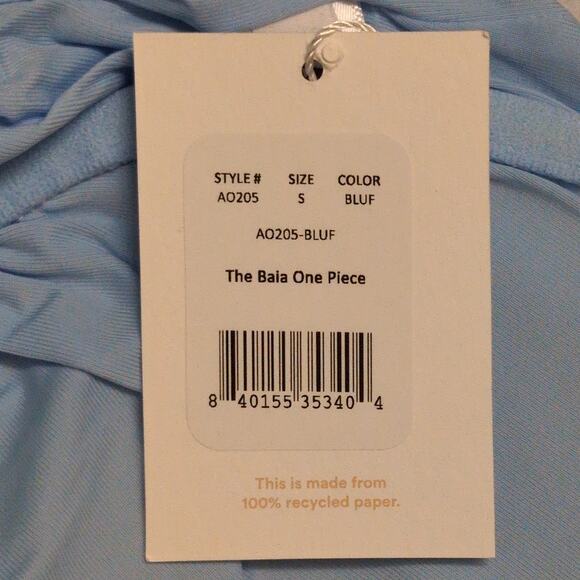 STYLE # SIZE COLOR
AO205 S BLUF
AO205-BLUF
The Baia One Piece
8 40155 35340 4
This is made from
100% recycled paper.